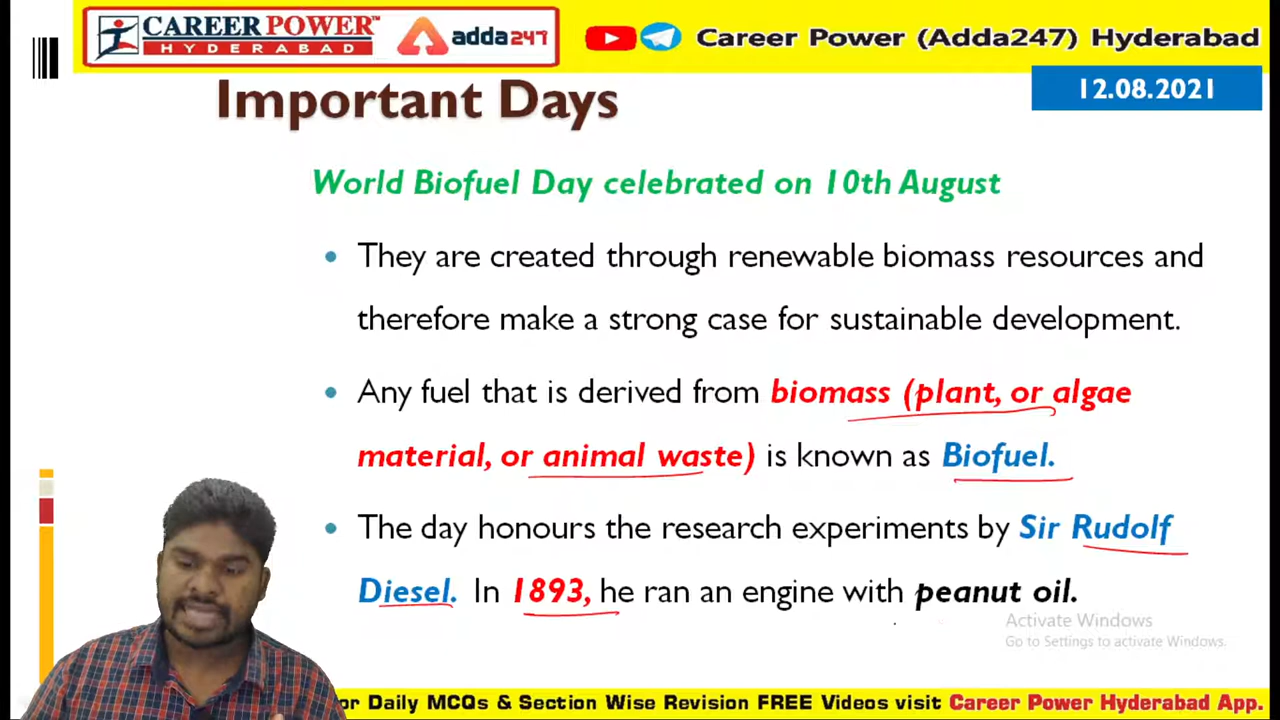 CAREER POWER™
HYDERABAD
adda247
Career Power (Adda247) Hyderabad
Important Days
12.08.2021
World Biofuel Day celebrated on 10th August
• They are created through renewable biomass resources and
therefore make a strong case for sustainable development.
• Any fuel that is derived from biomass (plant, or algae
material, or animal waste) is known as Biofuel.
• The day honours the research experiments by Sir Rudolf
Diesel. In 1893, he ran an engine with peanut oil.
Activate Windows
Go to Settings to activate Windows.
or Daily MCQs & Section Wise Revision FREE Videos visit Career Power Hyderabad App.